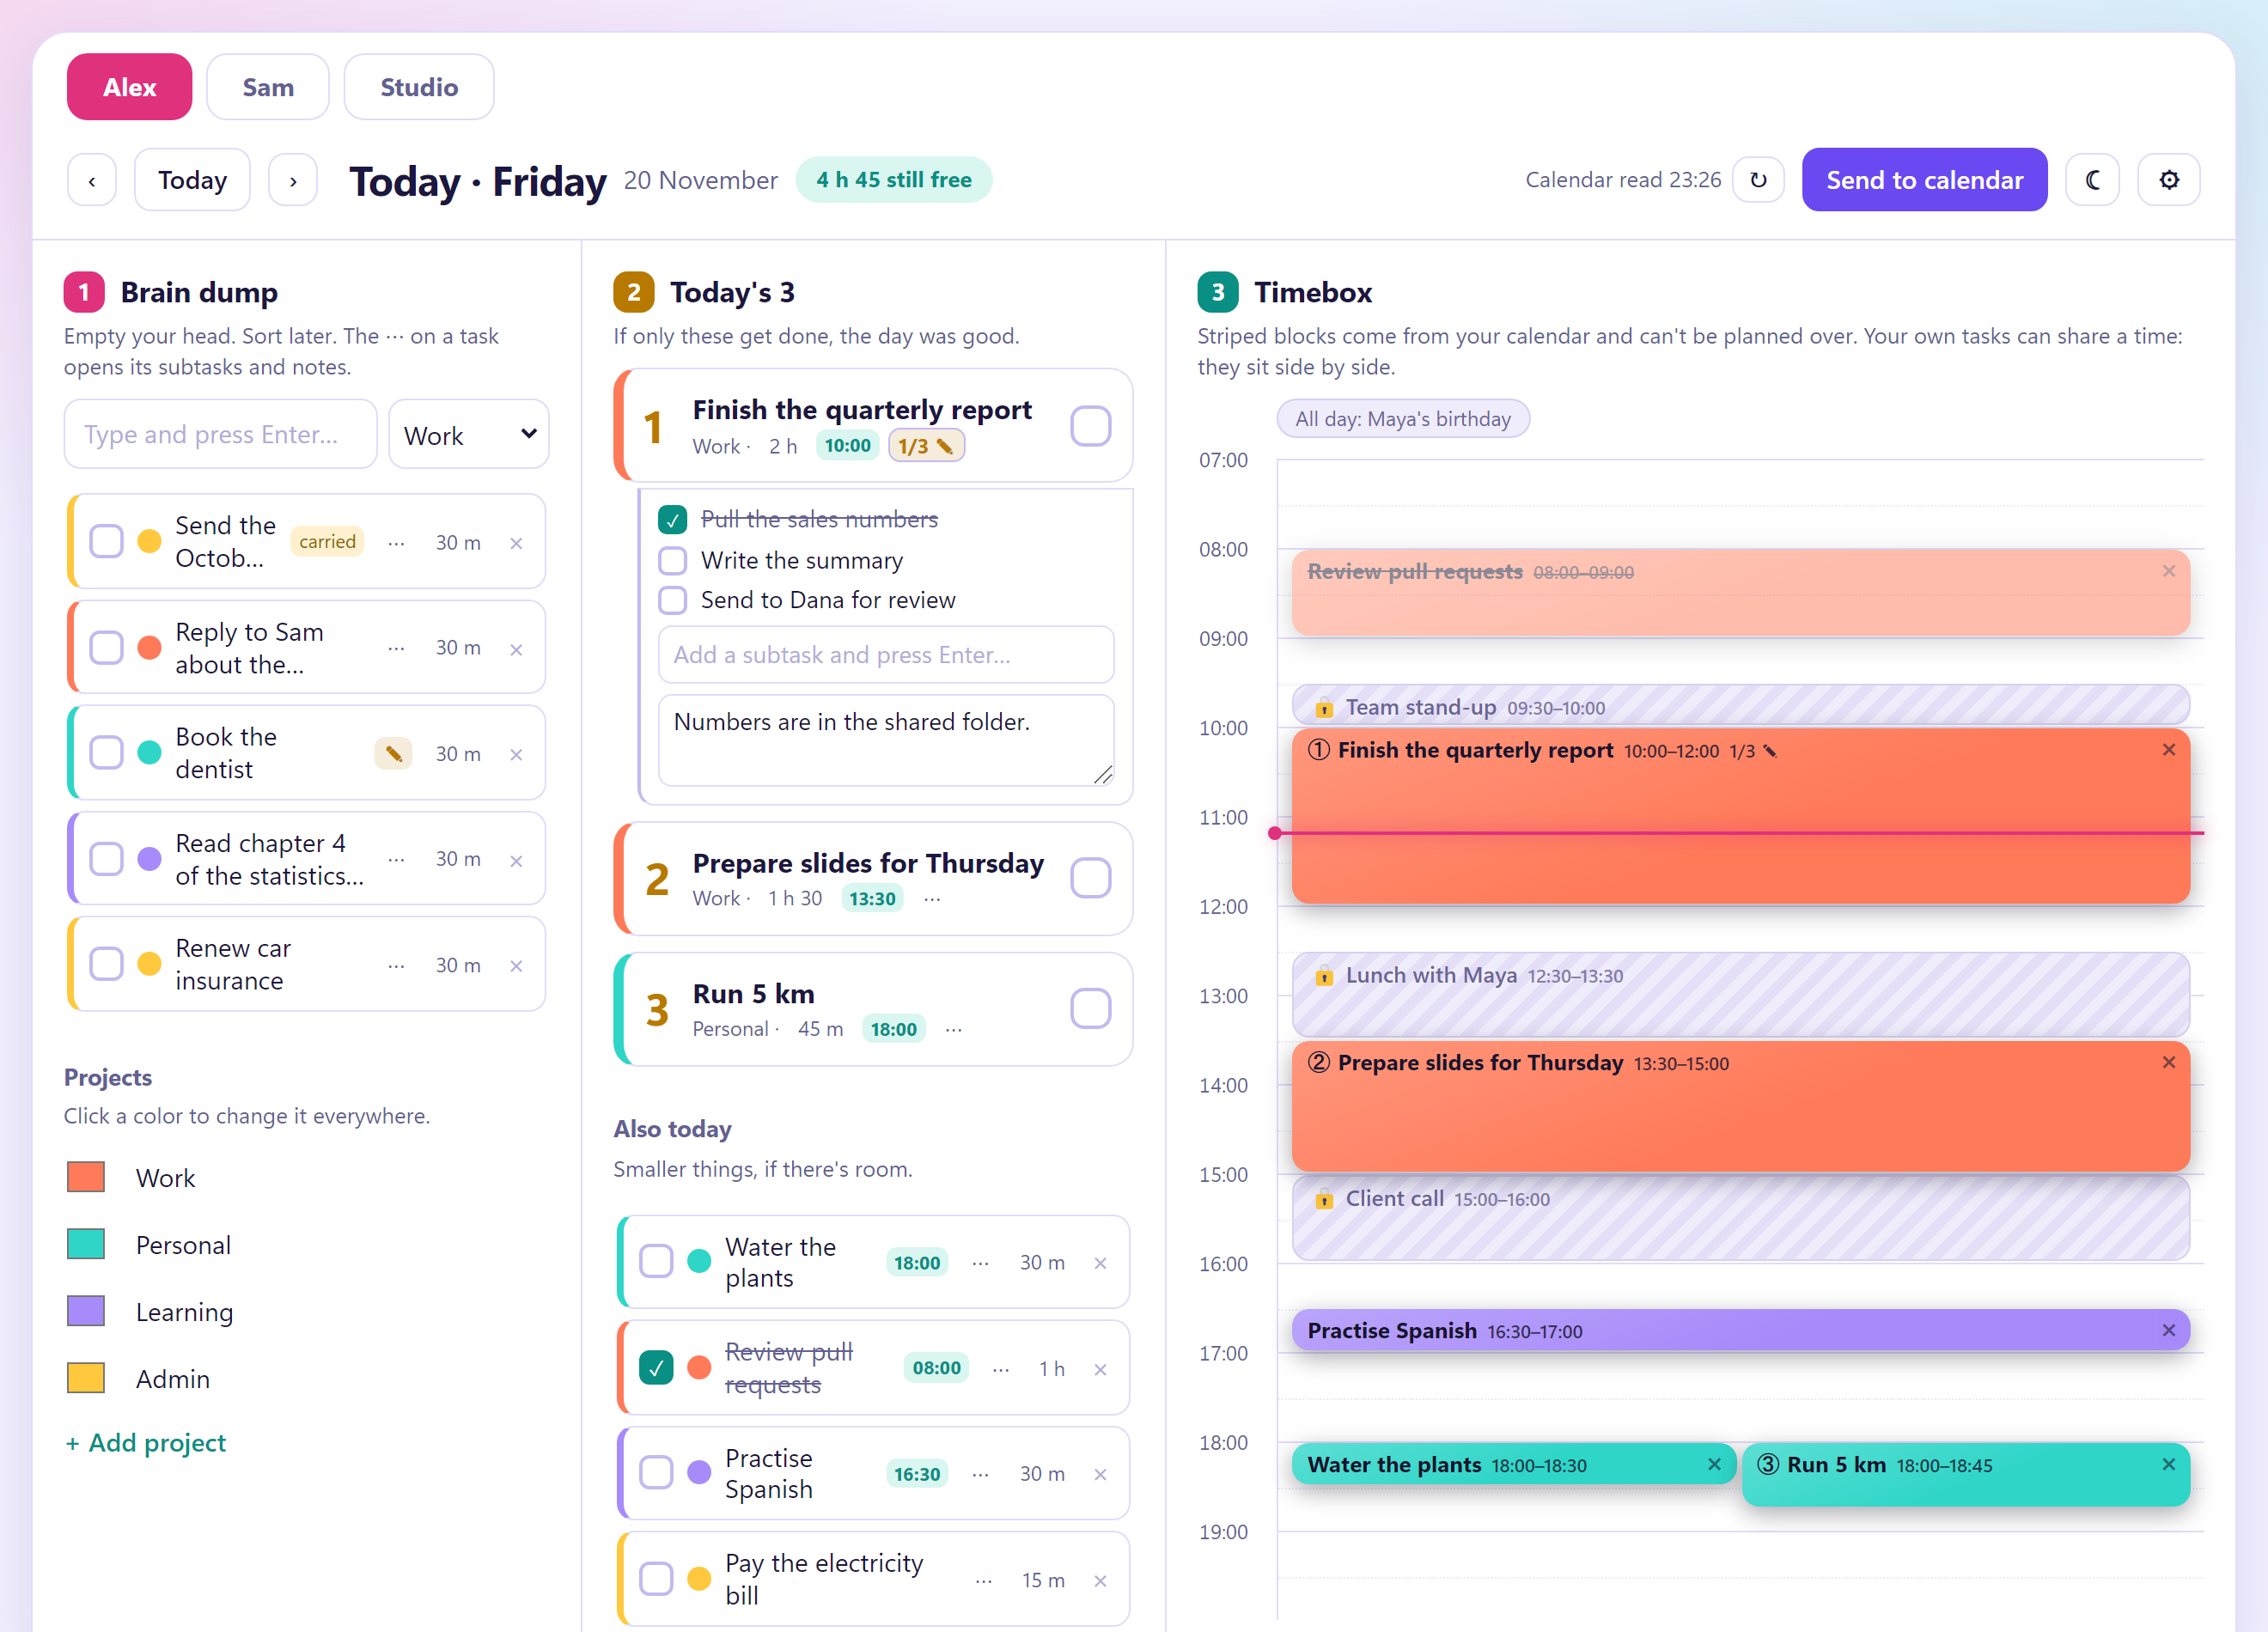 Alex Sam Studio
‹ Today › Today · Friday 20 November 4 h 45 still free Calendar read 23:26 ↻ Send to calendar ☾ ⚙
1 Brain dump
Empty your head. Sort later. The ··· on a task
opens its subtasks and notes.
Type and press Enter... Work
Send the
Octob...
carried ··· 30 m ×
Reply to Sam
about the...
··· 30 m ×
Book the
dentist
✏ 30 m ×
Read chapter 4
of the statistics...
··· 30 m ×
Renew car
insurance
··· 30 m ×
Projects
Click a color to change it everywhere.
Work
Personal
Learning
Admin
+ Add project
2 Today's 3
If only these get done, the day was good.
1 Finish the quarterly report
Work · 2 h 10:00 1/3 ✏
✓ Pull the sales numbers
Write the summary
Send to Dana for review
Add a subtask and press Enter...
Numbers are in the shared folder.
2 Prepare slides for Thursday
Work · 1 h 30 13:30 ···
3 Run 5 km
Personal · 45 m 18:00 ···
Also today
Smaller things, if there's room.
Water the
plants
18:00 ··· 30 m ×
✓ Review pull
requests
08:00 ··· 1 h ×
Practise
Spanish
16:30 ··· 30 m ×
Pay the electricity
bill
··· 15 m ×
3 Timebox
Striped blocks come from your calendar and can't be planned over. Your own tasks can share a time:
they sit side by side.
All day: Maya's birthday
07:00
08:00
Review pull requests 08:00–09:00 ×
09:00
🔒 Team stand-up 09:30–10:00
10:00
① Finish the quarterly report 10:00–12:00 1/3 ✏ ×
11:00
12:00
🔒 Lunch with Maya 12:30–13:30
13:00
② Prepare slides for Thursday 13:30–15:00 ×
14:00
15:00
🔒 Client call 15:00–16:00
16:00
Practise Spanish 16:30–17:00 ×
17:00
18:00
Water the plants 18:00–18:30 × ③ Run 5 km 18:00–18:45 ×
19:00